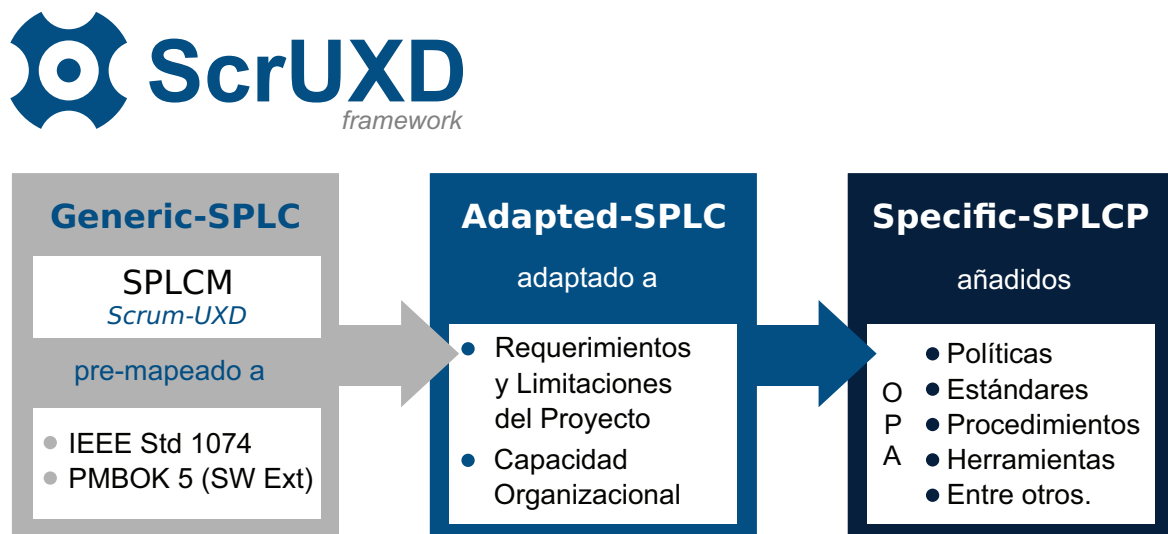 ScrUXD
framework
Generic-SPLC
SPLCM
Scrum-UXD
pre-mapeado a
IEEE Std 1074
PMBOK 5 (SW Ext)
Adapted-SPLC
adaptado a
Requerimientos
y Limitaciones
del Proyecto
Capacidad
Organizacional
Specific-SPLCP
añadidos
O
P
A
Políticas
Estándares
Procedimientos
Herramientas
Entre otros.